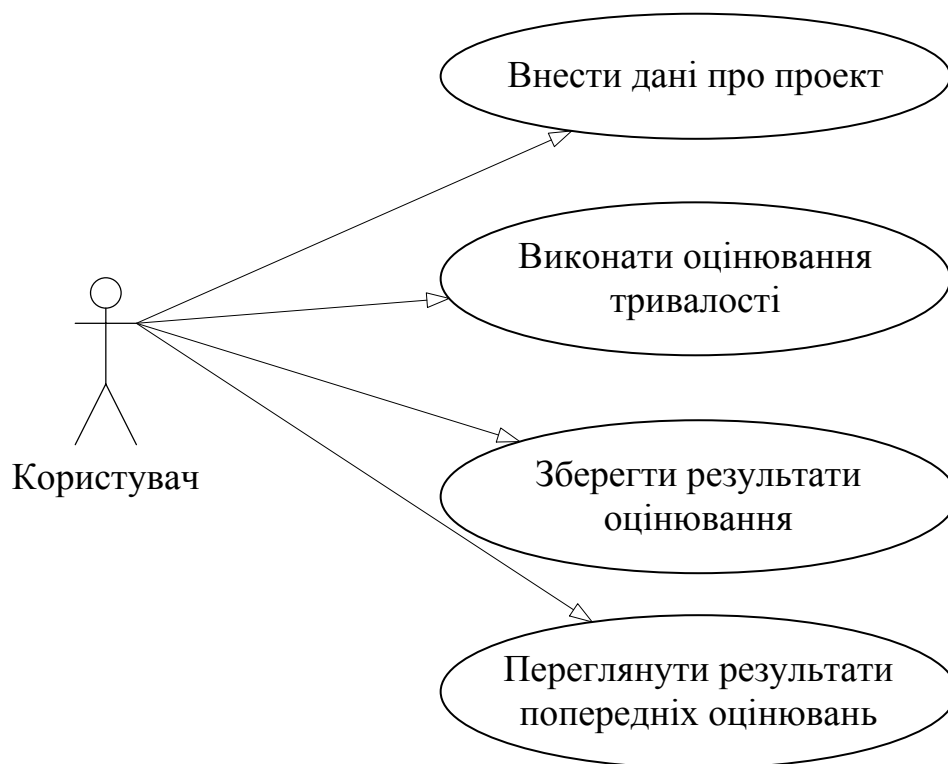 Внести дані про проект
Виконати оцінювання
тривалості
Користувач
Зберегти результати
оцінювання
Переглянути результати
попередніх оцінювань